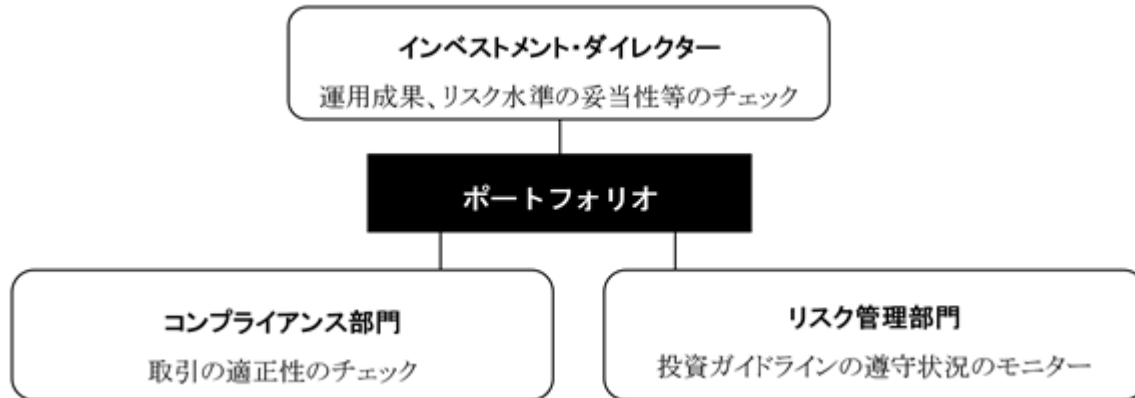 インベストメント・ダイレクター
運用成果、リスク水準の妥当性等のチェック
ポートフォリオ
コンプライアンス部門
取引の適正性のチェック
リスク管理部門
投資ガイドラインの遵守状況のモニター